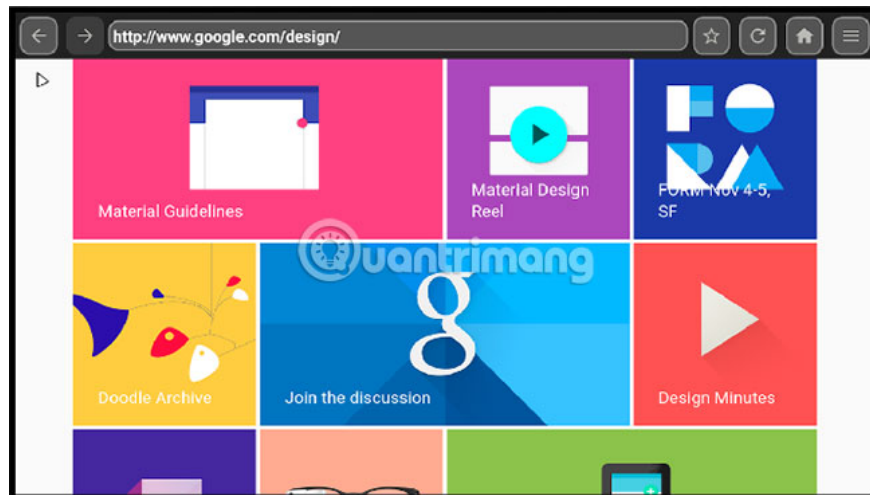 http://www.google.com/design/
Material Guidelines
Material Design
Reel
FORM Nov 4-5,
SF
Quantrimang
Doodle Archive
g
Join the discussion
Design Minutes